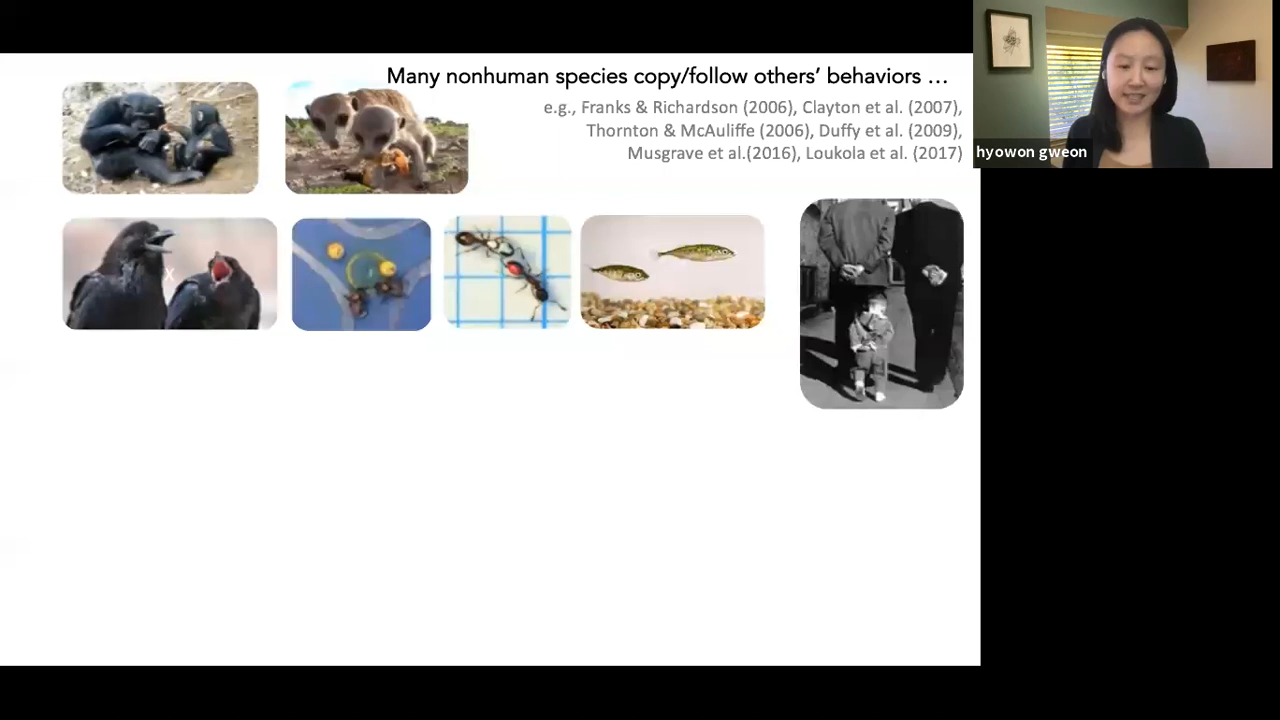 Many nonhuman species copy/follow others’ behaviors …
e.g., Franks & Richardson (2006), Clayton et al. (2007),
Thornton & McAuliffe (2006), Duffy et al. (2009),
Musgrave et al.(2016), Loukola et al. (2017)
hyowon gweon